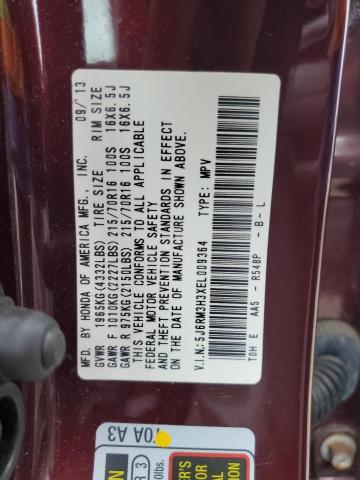 MFD. BY HONDA OF AMERICA MFG., INC. 09/'13
GVWR 1965KG(4332LBS) TIRE SIZE RIM SIZE
GAWR F 1010KG(2227LBS) 215/70R16 100S 16X6.5J
GAWR R 975KG(2150LBS) 215/70R16 100S 16X6.5J
THIS VEHICLE CONFORMS TO ALL APPLICABLE
FEDERAL MOTOR VEHICLE SAFETY
AND THEFT PREVENTION STANDARDS IN EFFECT
ON THE DATE OF MANUFACTURE SHOWN ABOVE.
V.I.N.: 5J6RM3H3XEL009364 TYPE: MPV
T0H E AA5 - R548P - B - L
T0A A3